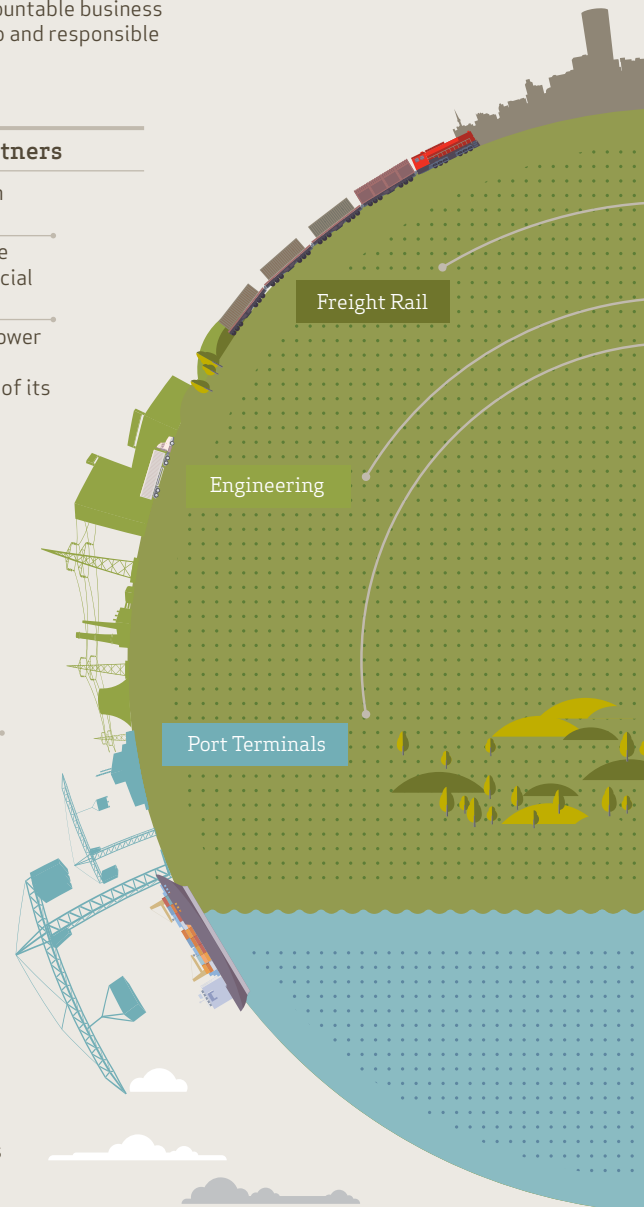 ountable business
and responsible
tners
n
e
cial
ower
of its
Freight Rail
Engineering
Port Terminals
s